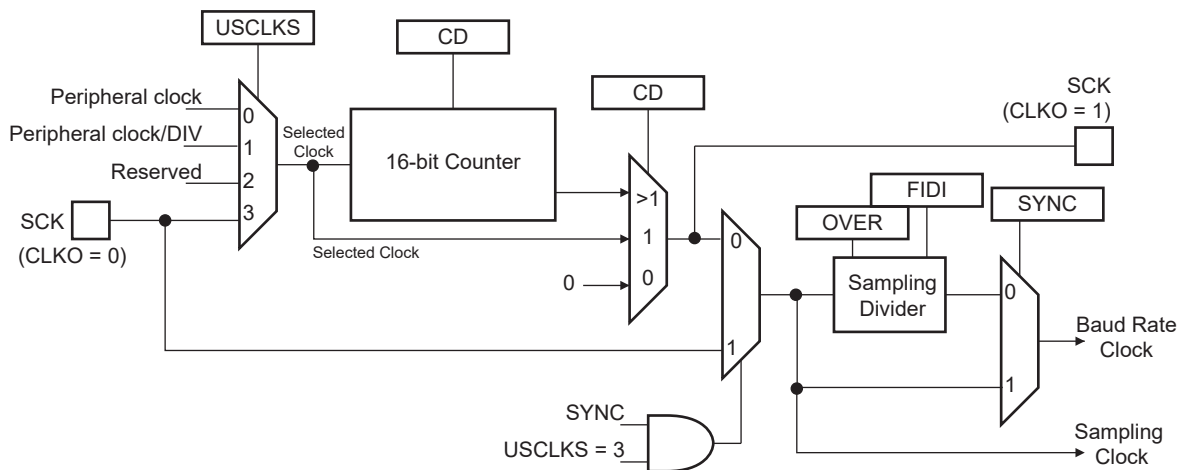 USCLKS
CD
CD
SCK
(CLKO = 1)
Peripheral clock
0
Peripheral clock/DIV
1
Reserved
2
3
Selected
Clock
16-bit Counter
SCK
(CLKO = 0)
Selected Clock
>1
1
0
0
0
1
FIDI
OVER
SYNC
Sampling
Divider
0
1
Baud Rate
Clock
SYNC
USCLKS = 3
Sampling
Clock